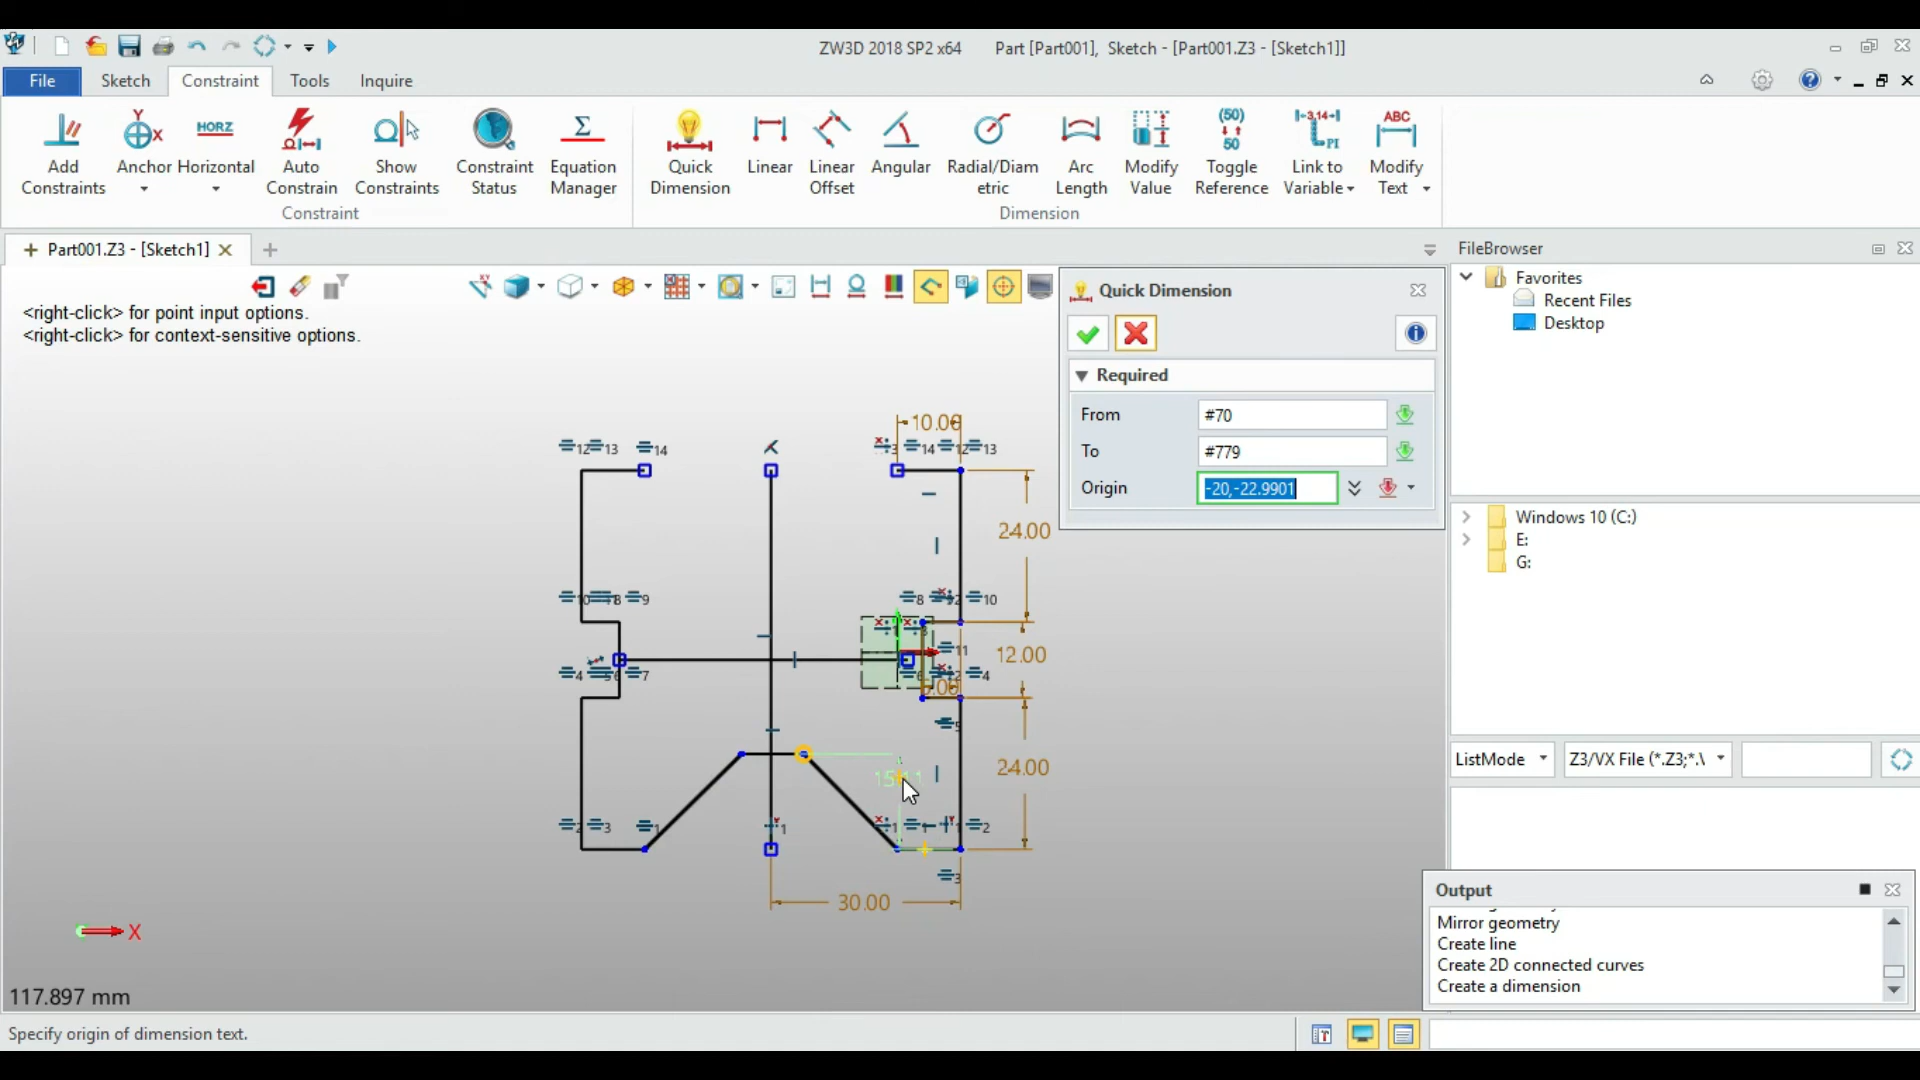 ZW3D 2018 SP2 x64 Part [Part001], Sketch - [Part001.Z3 - [Sketch1]]
File Sketch Constraint Tools Inquire
Add Constraints
Anchor
HORZ
Horizontal
Auto Constrain
Show Constraints
Constraint Status
Equation Manager
Constraint
Quick Dimension
Linear
Linear Offset
Angular
Radial/Diam etric
Arc Length
Modify Value
(50)
50
Toggle Reference
3.14
PI
Link to Variable
ABC
Modify Text
Dimension
Part001.Z3 - [Sketch1]
<right-click> for point input options.
<right-click> for context-sensitive options.
Quick Dimension
Required
From #70
To #779
Origin -20,-22.9901
FileBrowser
Favorites
Recent Files
Desktop
Windows 10 (C:)
E:
G:
ListMode Z3/VX File (*.Z3;*.\
10.00
24.00
12.00
24.00
30.00
X
117.897 mm
Output
Mirror geometry
Create line
Create 2D connected curves
Create a dimension
Specify origin of dimension text.